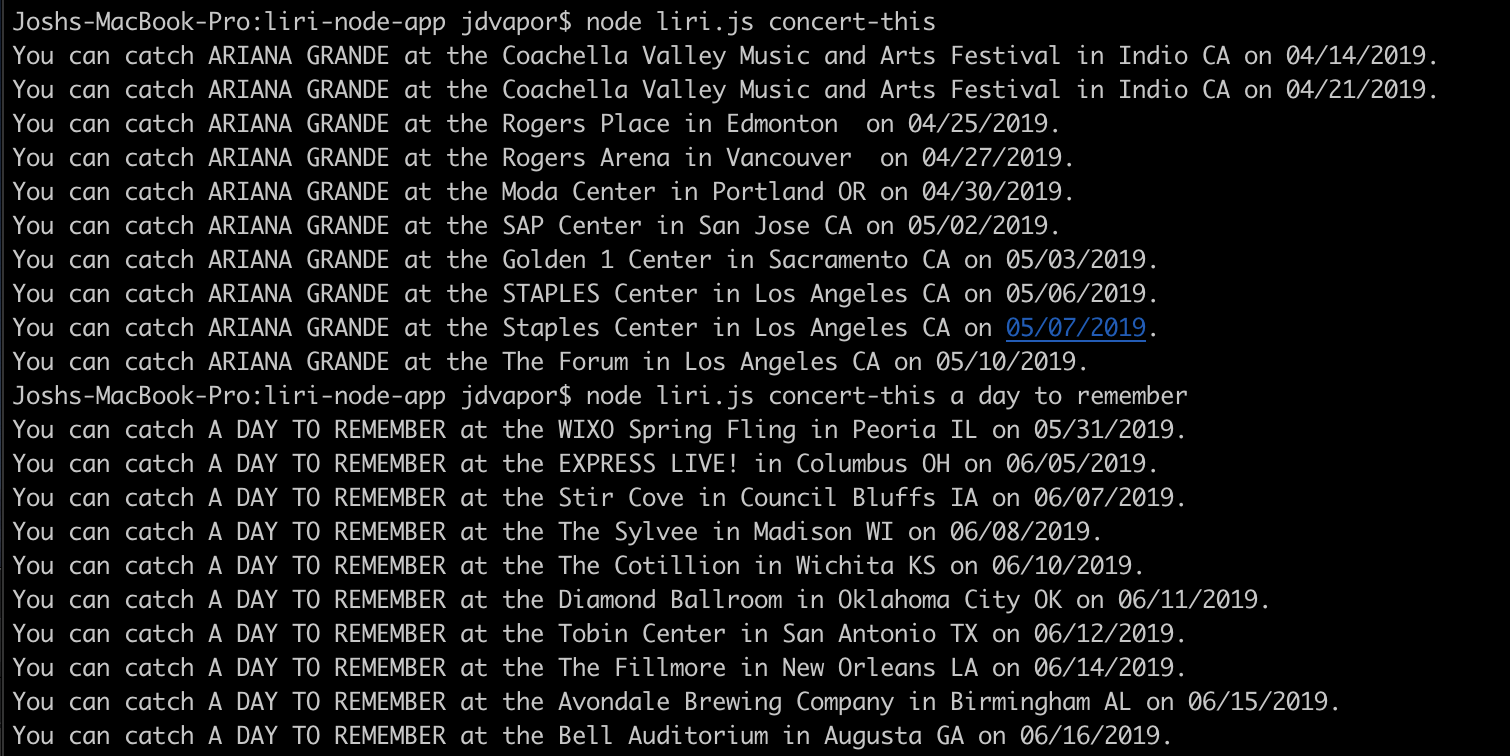 Joshs-MacBook-Pro:liri-node-app jdvapor$ node liri.js concert-this
You can catch ARIANA GRANDE at the Coachella Valley Music and Arts Festival in Indio CA on 04/14/2019.
You can catch ARIANA GRANDE at the Coachella Valley Music and Arts Festival in Indio CA on 04/21/2019.
You can catch ARIANA GRANDE at the Rogers Place in Edmonton  on 04/25/2019.
You can catch ARIANA GRANDE at the Rogers Arena in Vancouver  on 04/27/2019.
You can catch ARIANA GRANDE at the Moda Center in Portland OR on 04/30/2019.
You can catch ARIANA GRANDE at the SAP Center in San Jose CA on 05/02/2019.
You can catch ARIANA GRANDE at the Golden 1 Center in Sacramento CA on 05/03/2019.
You can catch ARIANA GRANDE at the STAPLES Center in Los Angeles CA on 05/06/2019.
You can catch ARIANA GRANDE at the Staples Center in Los Angeles CA on 05/07/2019.
You can catch ARIANA GRANDE at the The Forum in Los Angeles CA on 05/10/2019.
Joshs-MacBook-Pro:liri-node-app jdvapor$ node liri.js concert-this a day to remember
You can catch A DAY TO REMEMBER at the WIXO Spring Fling in Peoria IL on 05/31/2019.
You can catch A DAY TO REMEMBER at the EXPRESS LIVE! in Columbus OH on 06/05/2019.
You can catch A DAY TO REMEMBER at the Stir Cove in Council Bluffs IA on 06/07/2019.
You can catch A DAY TO REMEMBER at the The Sylvee in Madison WI on 06/08/2019.
You can catch A DAY TO REMEMBER at the The Cotillion in Wichita KS on 06/10/2019.
You can catch A DAY TO REMEMBER at the Diamond Ballroom in Oklahoma City OK on 06/11/2019.
You can catch A DAY TO REMEMBER at the Tobin Center in San Antonio TX on 06/12/2019.
You can catch A DAY TO REMEMBER at the The Fillmore in New Orleans LA on 06/14/2019.
You can catch A DAY TO REMEMBER at the Avondale Brewing Company in Birmingham AL on 06/15/2019.
You can catch A DAY TO REMEMBER at the Bell Auditorium in Augusta GA on 06/16/2019.